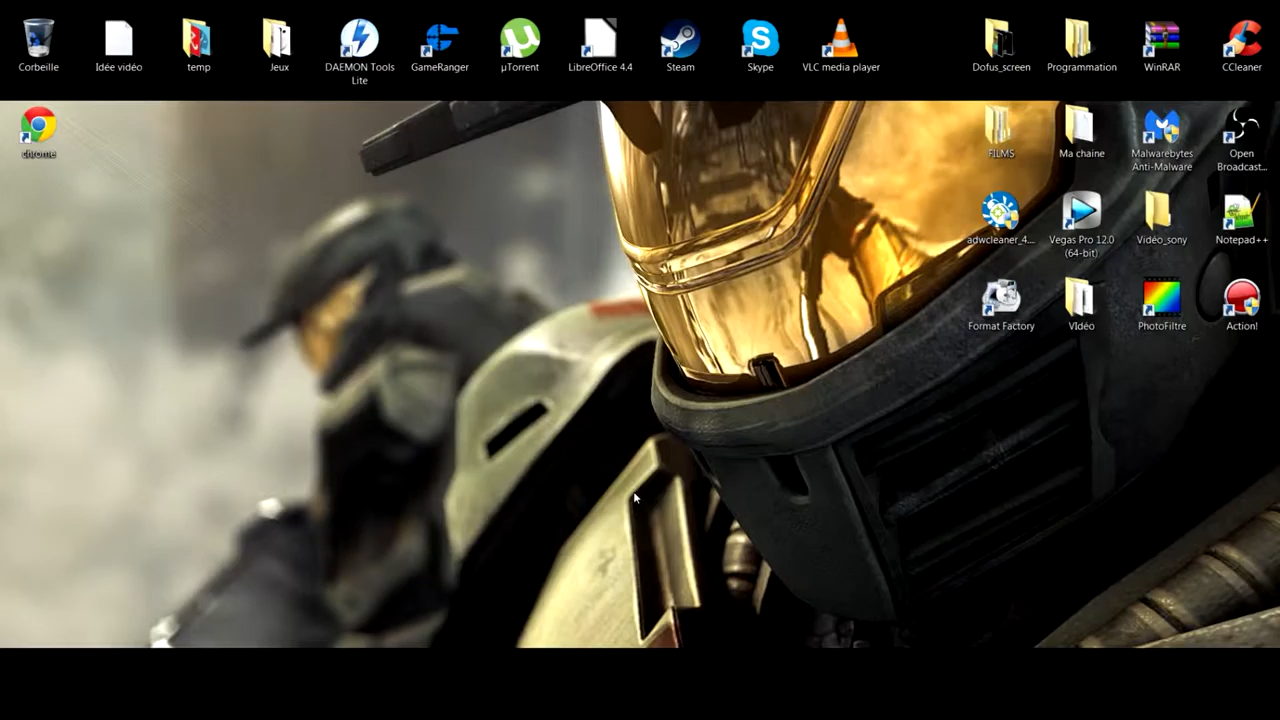 Corbeille
Idée vidéo
temp
Jeux
DAEMON Tools
Lite
GameRanger
µTorrent
LibreOffice 4.4
Steam
Skype
VLC media player
Dofus_screen
Programmation
WinRAR
CCleaner
chrome
FILMS
Ma chaine
Malwarebytes
Anti-Malware
Open
Broadcast...
adwcleaner_4...
Vegas Pro 12.0
(64-bit)
Vidéo_sony
Notepad++
Format Factory
VIdéo
PhotoFiltre
Action!